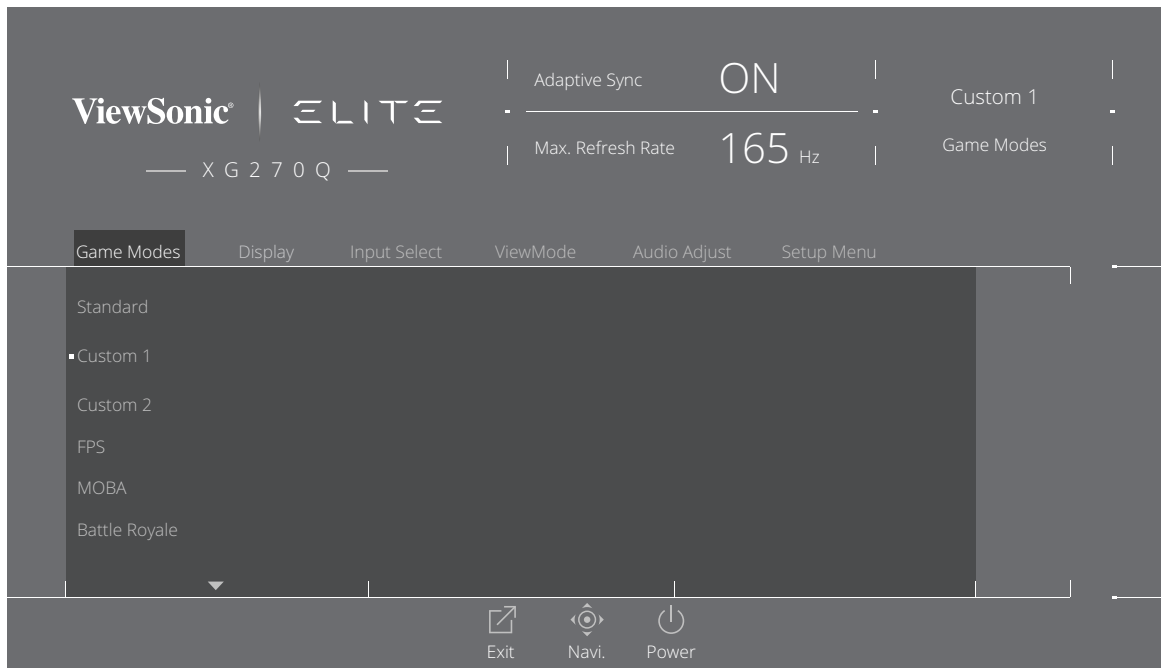 ViewSonic® ELITE
XG270Q
Adaptive Sync ON
Max. Refresh Rate 165 Hz
Custom 1
Game Modes
Game Modes Display Input Select ViewMode Audio Adjust Setup Menu
Standard
Custom 1
Custom 2
FPS
MOBA
Battle Royale
Exit Navi. Power